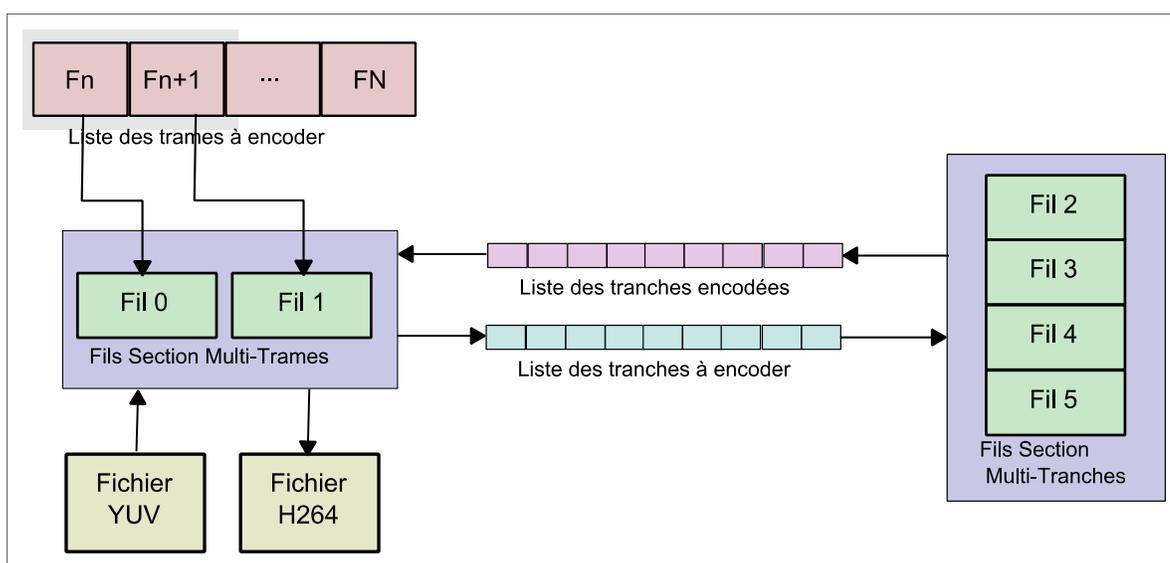 Fn Fn+1 ... FN
Liste des trames à encoder
Fil 0 Fil 1
Fils Section Multi-Trames
Fichier
YUV
Fichier
H264
Liste des tranches encodées
Liste des tranches à encoder
Fil 2
Fil 3
Fil 4
Fil 5
Fils Section
Multi-Tranches